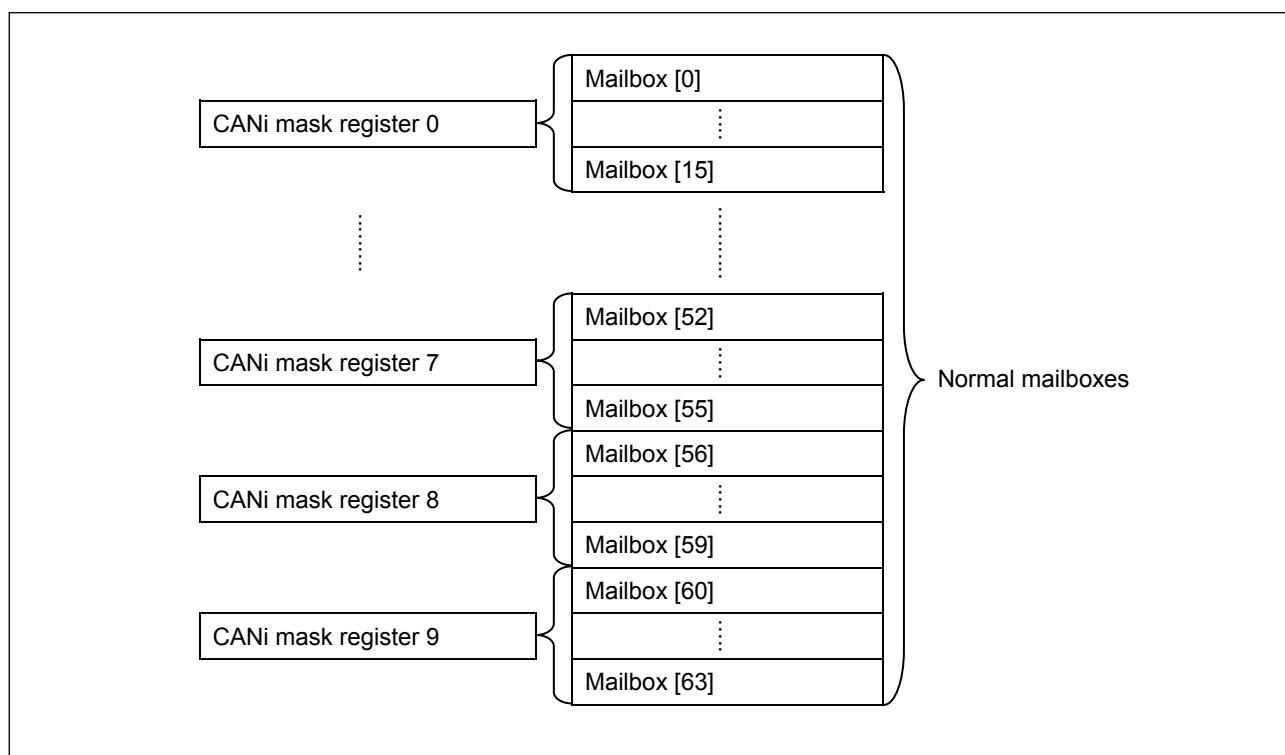 Mailbox [0]
CANi mask register 0
Mailbox [15]
Mailbox [52]
CANi mask register 7
Normal mailboxes
Mailbox [55]
Mailbox [56]
CANi mask register 8
Mailbox [59]
Mailbox [60]
CANi mask register 9
Mailbox [63]